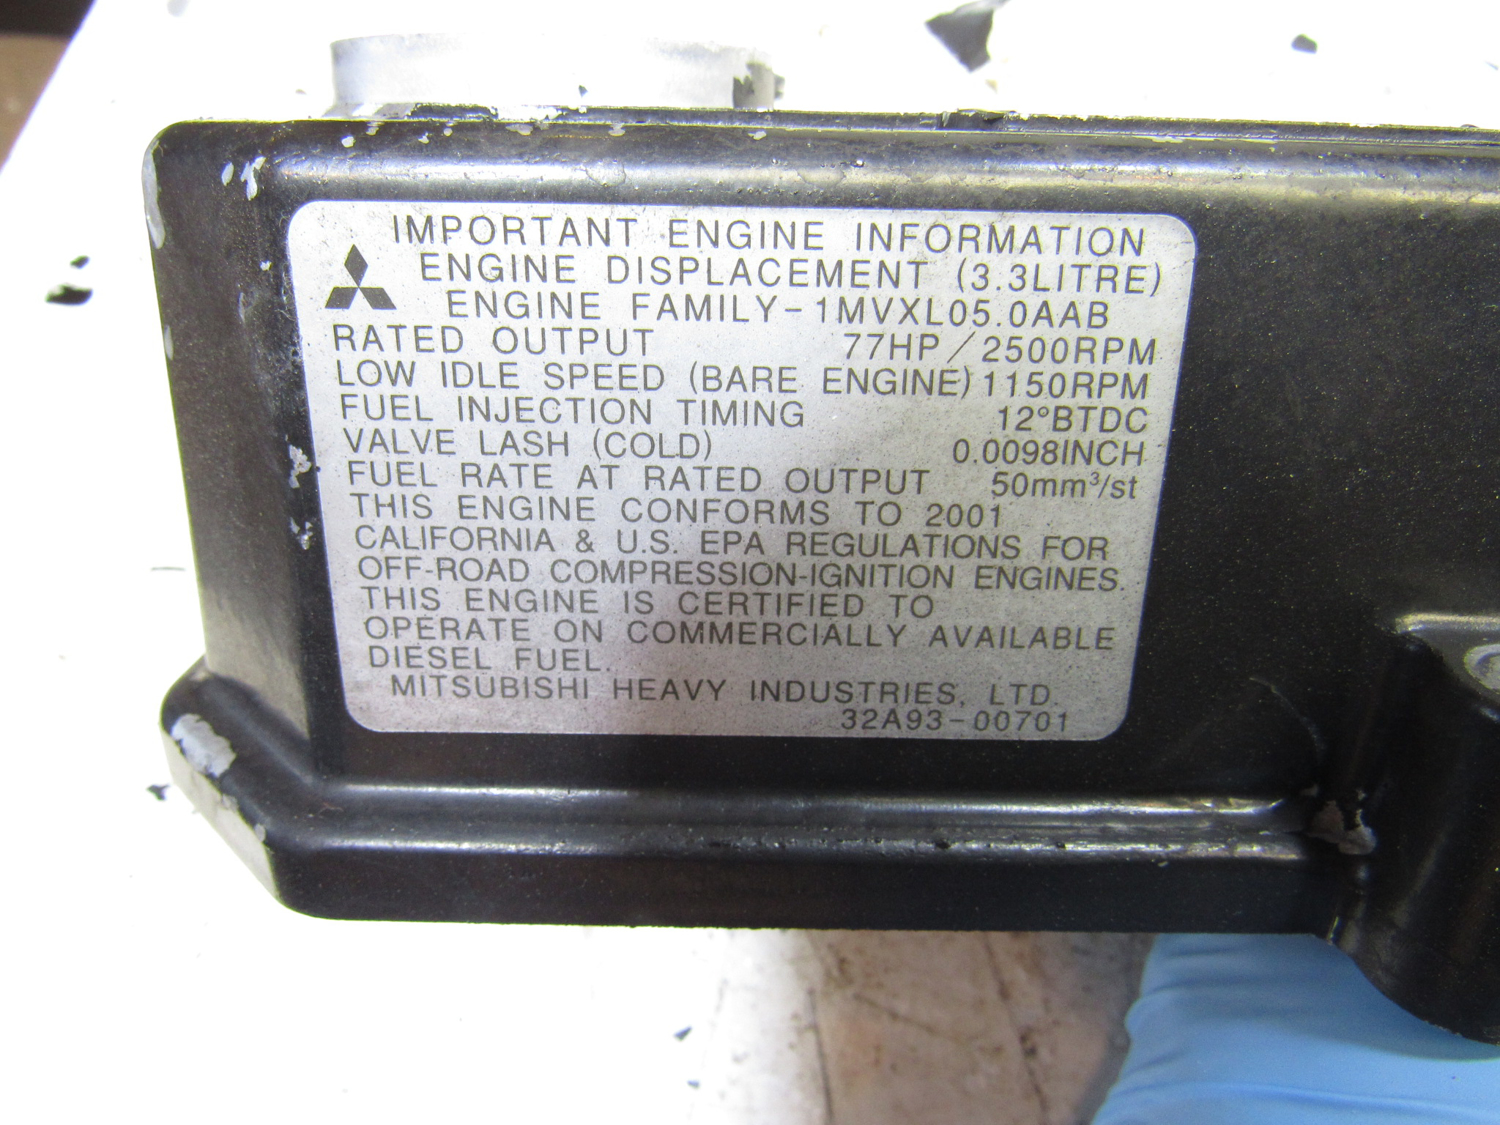 IMPORTANT ENGINE INFORMATION
ENGINE DISPLACEMENT (3.3LITRE)
ENGINE FAMILY-1MVXL05.0AAB
RATED OUTPUT 77HP/2500RPM
LOW IDLE SPEED (BARE ENGINE) 1150RPM
FUEL INJECTION TIMING 12°BTDC
VALVE LASH (COLD) 0.0098INCH
FUEL RATE AT RATED OUTPUT 50mm³/st
THIS ENGINE CONFORMS TO 2001
CALIFORNIA & U.S. EPA REGULATIONS FOR
OFF-ROAD COMPRESSION-IGNITION ENGINES.
THIS ENGINE IS CERTIFIED TO
OPERATE ON COMMERCIALLY AVAILABLE
DIESEL FUEL.
MITSUBISHI HEAVY INDUSTRIES, LTD.
32A93-00701